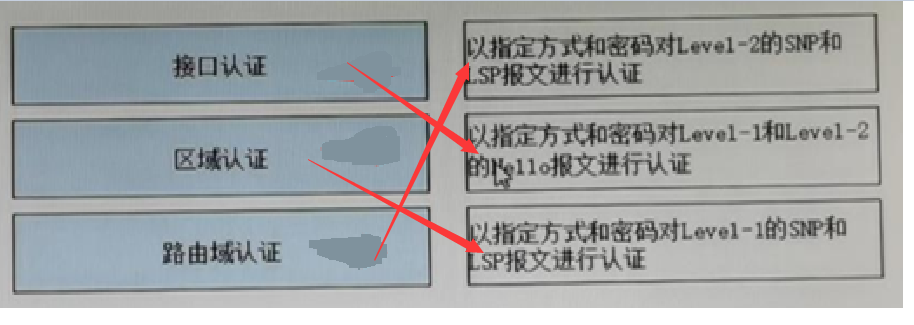 接口认证
以指定方式和密码对Level-2的SNP和
LSP报文进行认证
区域认证
以指定方式和密码对Level-1和Level-2
的Hello报文进行认证
路由域认证
以指定方式和密码对Level-1的SNP和
LSP报文进行认证